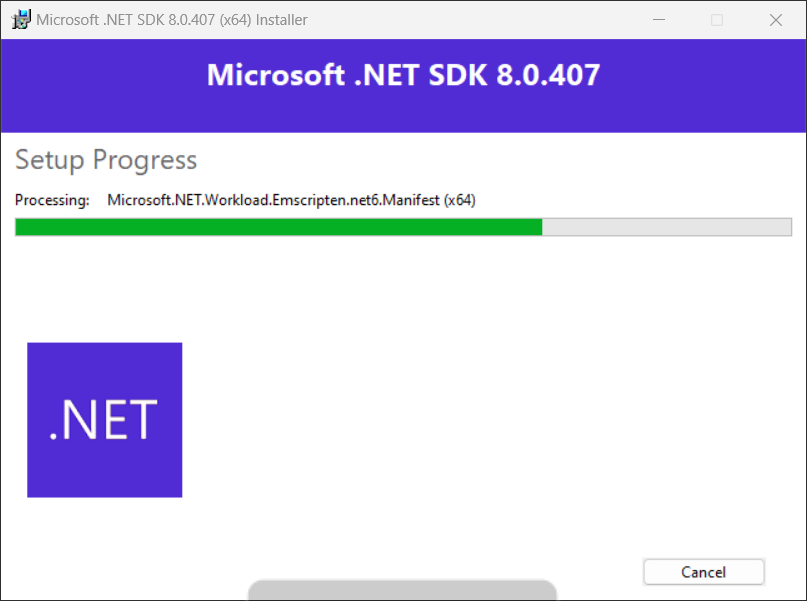 Microsoft .NET SDK 8.0.407 (x64) Installer
Microsoft .NET SDK 8.0.407
Setup Progress
Processing: Microsoft.NET.Workload.Emscripten.net6.Manifest (x64)
.NET
Cancel